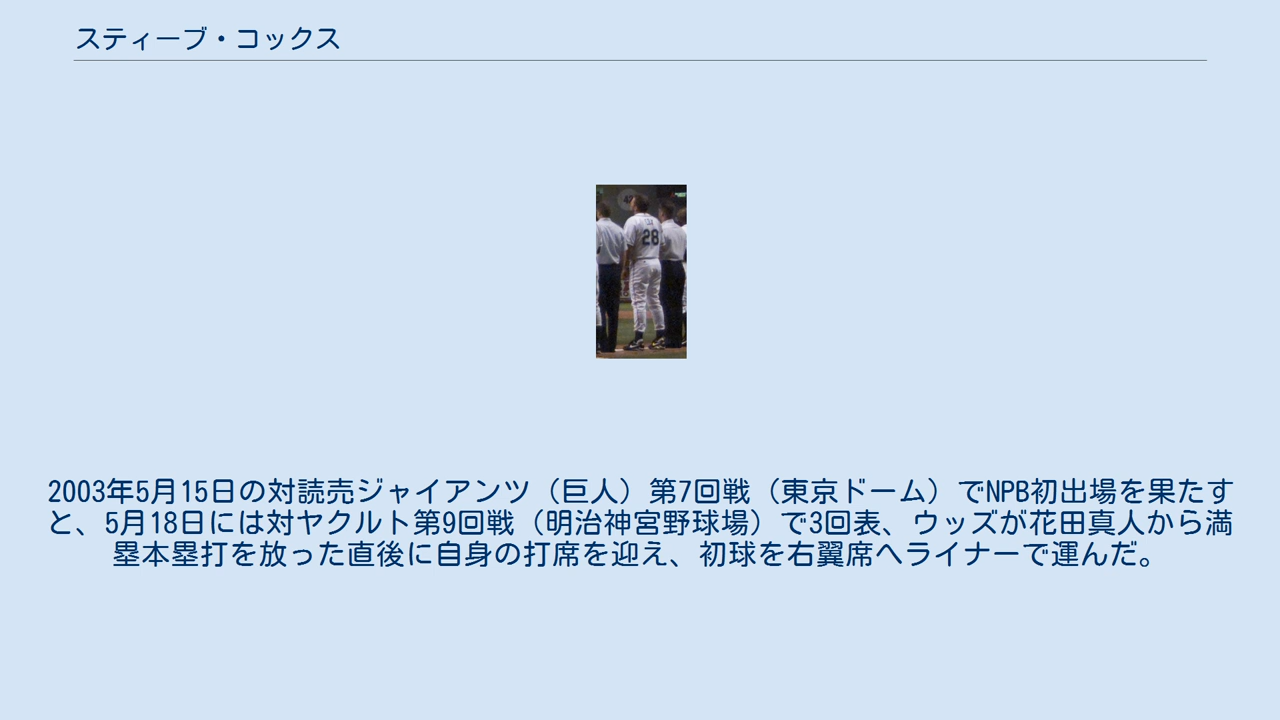 スティーブ・コックス
28
2003年5月15日の対読売ジャイアンツ（巨人）第7回戦（東京ドーム）でNPB初出場を果たす
と、5月18日には対ヤクルト第9回戦（明治神宮野球場）で3回表、ウッズが花田真人から満
塁本塁打を放った直後に自身の打席を迎え、初球を右翼席へライナーで運んだ。